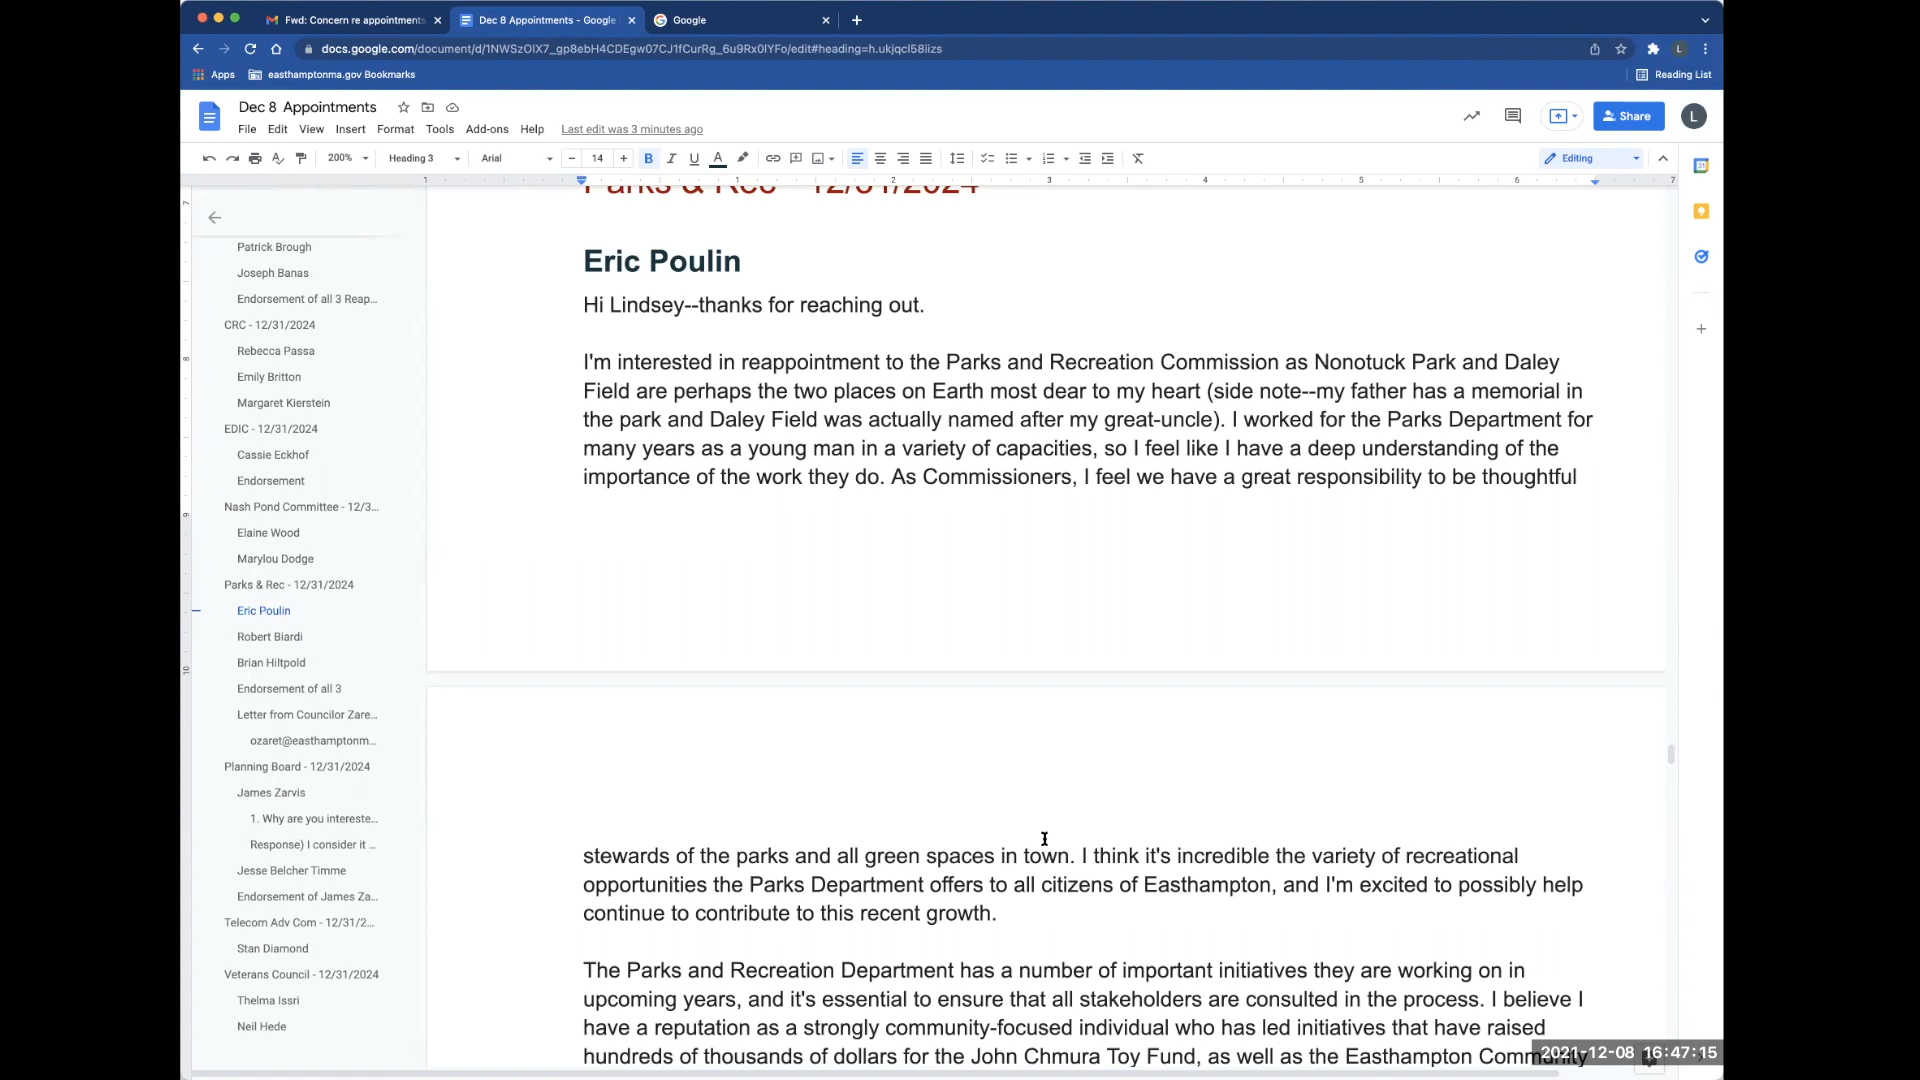 Fwd: Concern re appointments
Dec 8 Appointments - Google
Google
docs.google.com/document/d/1NWSzOIX7_gp8ebH4CDEgw07CJ1fCurRg_6u9Rx0IYFo/edit#heading=h.ukjqcl58iizs
L
Apps
easthamptonma.gov Bookmarks
Reading List
Dec 8 Appointments
File Edit View Insert Format Tools Add-ons Help Last edit was 3 minutes ago
Share
L
200% Heading 3 Arial 14 B I U A Editing
1 1 2 3 4 5 6 7
Parks & Rec - 12/31/2024
Patrick Brough
Joseph Banas
Endorsement of all 3 Reap...
CRC - 12/31/2024
Rebecca Passa
Emily Britton
Margaret Kierstein
EDIC - 12/31/2024
Cassie Eckhof
Endorsement
Nash Pond Committee - 12/3...
Elaine Wood
Marylou Dodge
Parks & Rec - 12/31/2024
Eric Poulin
Robert Biardi
Brian Hiltpold
Endorsement of all 3
Letter from Councilor Zare...
ozaret@easthamptonm...
Planning Board - 12/31/2024
James Zarvis
1. Why are you intereste...
Response) I consider it ...
Jesse Belcher Timme
Endorsement of James Za...
Telecom Adv Com - 12/31/2...
Stan Diamond
Veterans Council - 12/31/2024
Thelma Issri
Neil Hede
7
8
9
10
Eric Poulin
Hi Lindsey--thanks for reaching out.
I'm interested in reappointment to the Parks and Recreation Commission as Nonotuck Park and Daley
Field are perhaps the two places on Earth most dear to my heart (side note--my father has a memorial in
the park and Daley Field was actually named after my great-uncle). I worked for the Parks Department for
many years as a young man in a variety of capacities, so I feel like I have a deep understanding of the
importance of the work they do. As Commissioners, I feel we have a great responsibility to be thoughtful
stewards of the parks and all green spaces in town. I think it's incredible the variety of recreational
opportunities the Parks Department offers to all citizens of Easthampton, and I'm excited to possibly help
continue to contribute to this recent growth.
The Parks and Recreation Department has a number of important initiatives they are working on in
upcoming years, and it's essential to ensure that all stakeholders are consulted in the process. I believe I
have a reputation as a strongly community-focused individual who has led initiatives that have raised
hundreds of thousands of dollars for the John Chmura Toy Fund, as well as the Easthampton Community
2021-12-08 16:47:15